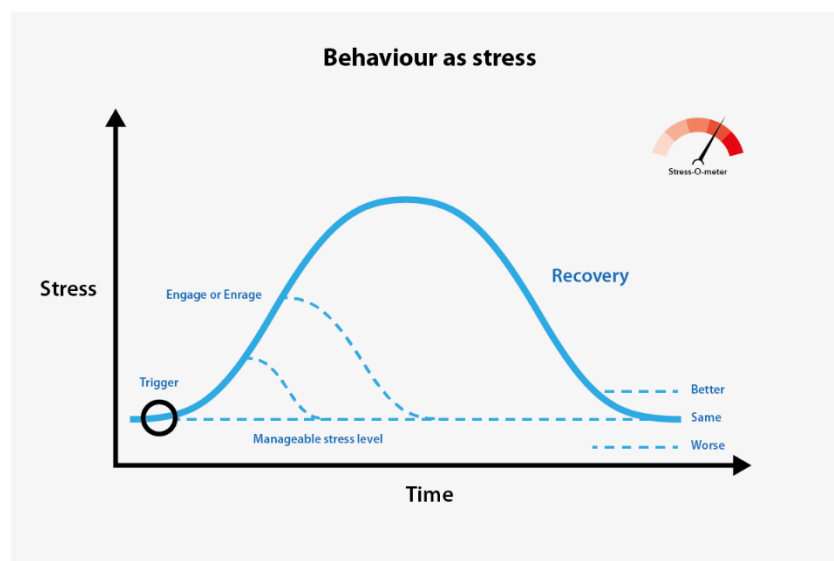 Behaviour as stress
Stress-O-meter
Recovery
Stress
Engage or Enrage
Trigger
Better
Same
Manageable stress level
Worse
Time